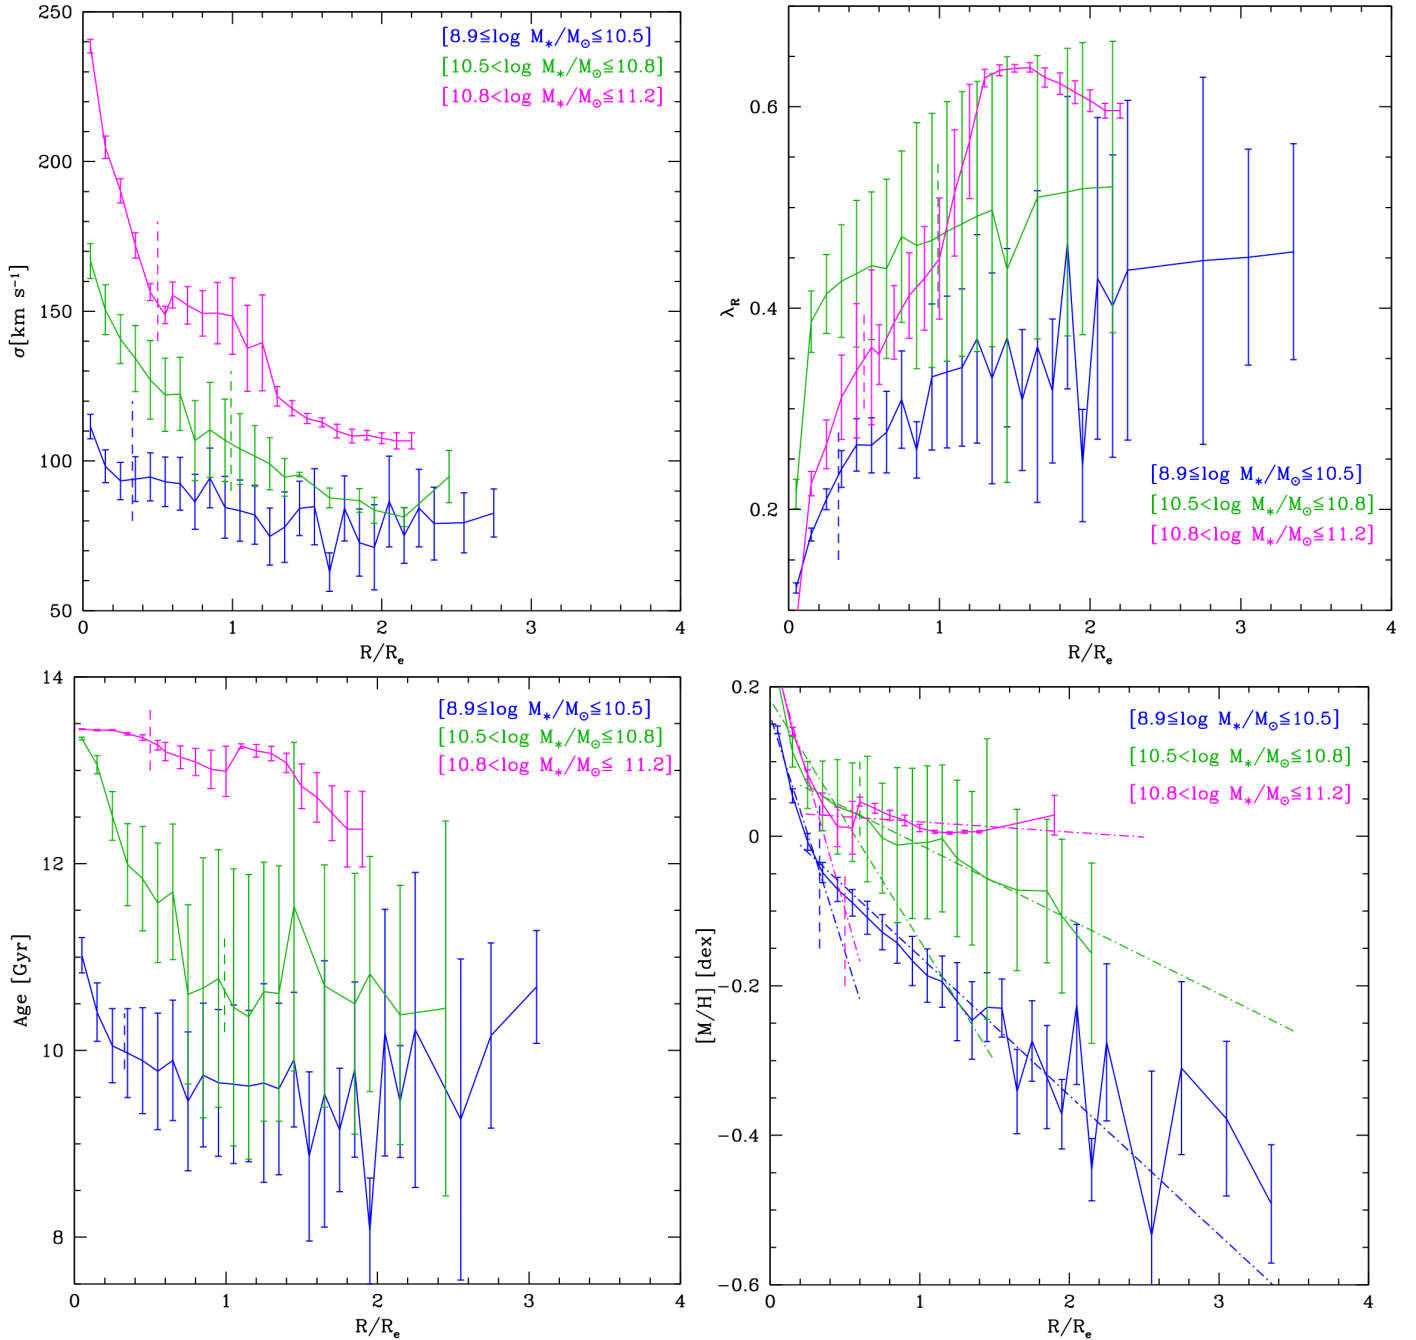 250
200
150
100
50
σ[km s⁻¹]
[8.9≦log M*/M⊙≦10.5]
[10.5<log M*/M⊙≦10.8]
[10.8<log M*/M⊙≦11.2]
0 1 2 3 4
R/Re
0.6
0.4
0.2
λR
[8.9≦log M*/M⊙≦10.5]
[10.5<log M*/M⊙≦10.8]
[10.8<log M*/M⊙≦11.2]
0 1 2 3 4
R/Re
14
12
10
8
Age [Gyr]
[8.9≦log M*/M⊙≦10.5]
[10.5<log M*/M⊙≦10.8]
[10.8<log M*/M⊙≦ 11.2]
0 1 2 3 4
R/Re
0.2
0
−0.2
−0.4
−0.6
[M/H] [dex]
[8.9≦log M*/M⊙≦10.5]
[10.5<log M*/M⊙≦10.8]
[10.8<log M*/M⊙≦11.2]
0 1 2 3 4
R/Re